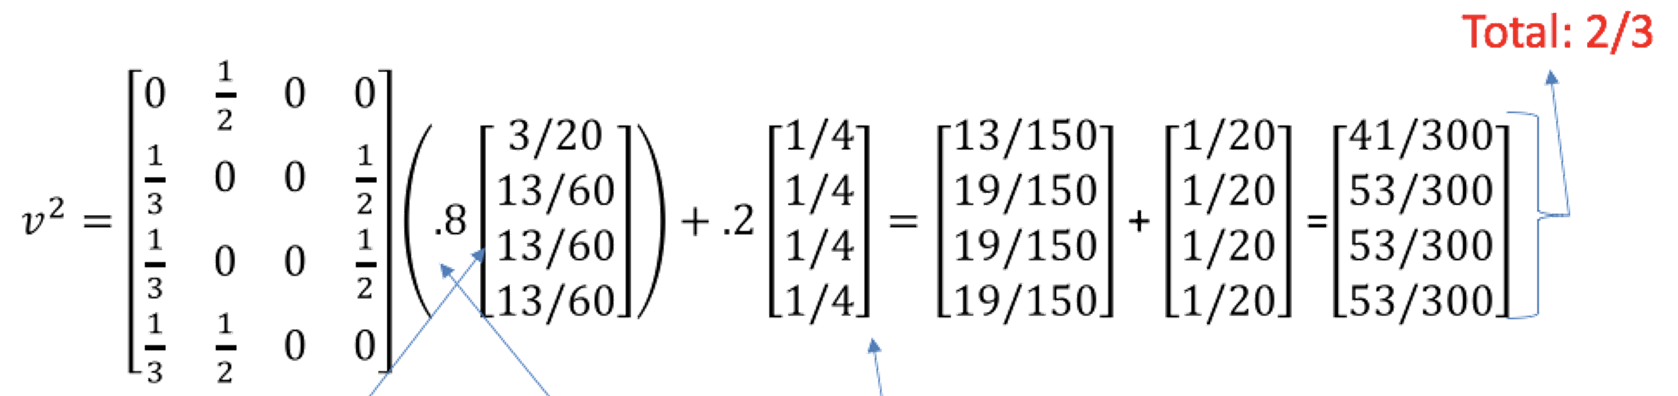 Total: 2/3
v² = [0 1/2 0 0; 1/3 0 0 1/2; 1/3 0 0 1/2; 1/3 1/2 0 0] (.8 [3/20; 13/60; 13/60; 13/60]) + .2 [1/4; 1/4; 1/4; 1/4] = [13/150; 19/150; 19/150; 19/150] + [1/20; 1/20; 1/20; 1/20] = [41/300; 53/300; 53/300; 53/300]